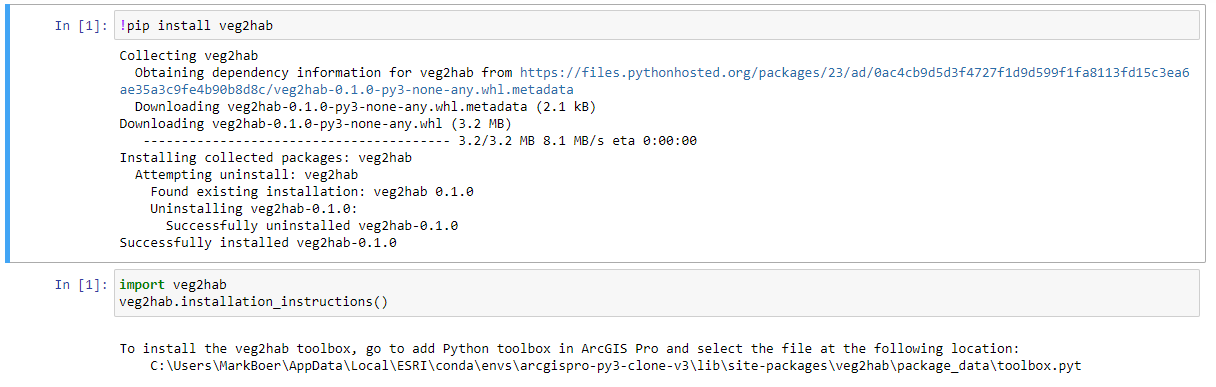 In [1]: !pip install veg2hab
Collecting veg2hab
Obtaining dependency information for veg2hab from https://files.pythonhosted.org/packages/23/ad/0ac4cb9d5d3f4727f1d9d599f1fa8113fd15c3ea6
ae35a3c9fe4b90b8d8c/veg2hab-0.1.0-py3-none-any.whl.metadata
Downloading veg2hab-0.1.0-py3-none-any.whl.metadata (2.1 kB)
Downloading veg2hab-0.1.0-py3-none-any.whl (3.2 MB)
---------------------------------------- 3.2/3.2 MB 8.1 MB/s eta 0:00:00
Installing collected packages: veg2hab
Attempting uninstall: veg2hab
Found existing installation: veg2hab 0.1.0
Uninstalling veg2hab-0.1.0:
Successfully uninstalled veg2hab-0.1.0
Successfully installed veg2hab-0.1.0
In [1]: import veg2hab
veg2hab.installation_instructions()
To install the veg2hab toolbox, go to add Python toolbox in ArcGIS Pro and select the file at the following location:
C:\Users\MarkBoer\AppData\Local\ESRI\conda\envs\arcgispro-py3-clone-v3\lib\site-packages\veg2hab\package_data\toolbox.pyt